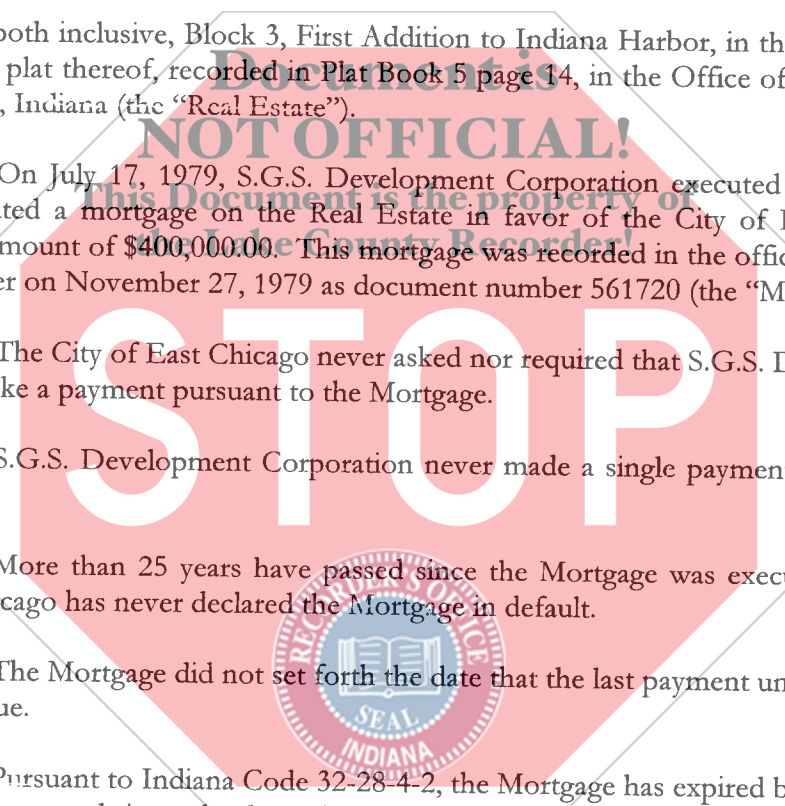 both inclusive, Block 3, First Addition to Indiana Harbor, in th
plat thereof, recorded in Plat Book 5 page 14, in the Office of
, Indiana (the “Real Estate”).
Document is
NOT OFFICIAL!
This Document is the property of
the Lake County Recorder!
On July 17, 1979, S.G.S. Development Corporation executed
ted a mortgage on the Real Estate in favor of the City of
mount of $400,000.00. This mortgage was recorded in the offic
er on November 27, 1979 as document number 561720 (the “M
The City of East Chicago never asked nor required that S.G.S. D
ke a payment pursuant to the Mortgage.
STOP
S.G.S. Development Corporation never made a single paymen
More than 25 years have passed since the Mortgage was exec
cago has never declared the Mortgage in default.
The Mortgage did not set forth the date that the last payment un
ue.
RECORDER'S OFFICE
SEAL
INDIANA
Pursuant to Indiana Code 32-28-4-2, the Mortgage has expired b